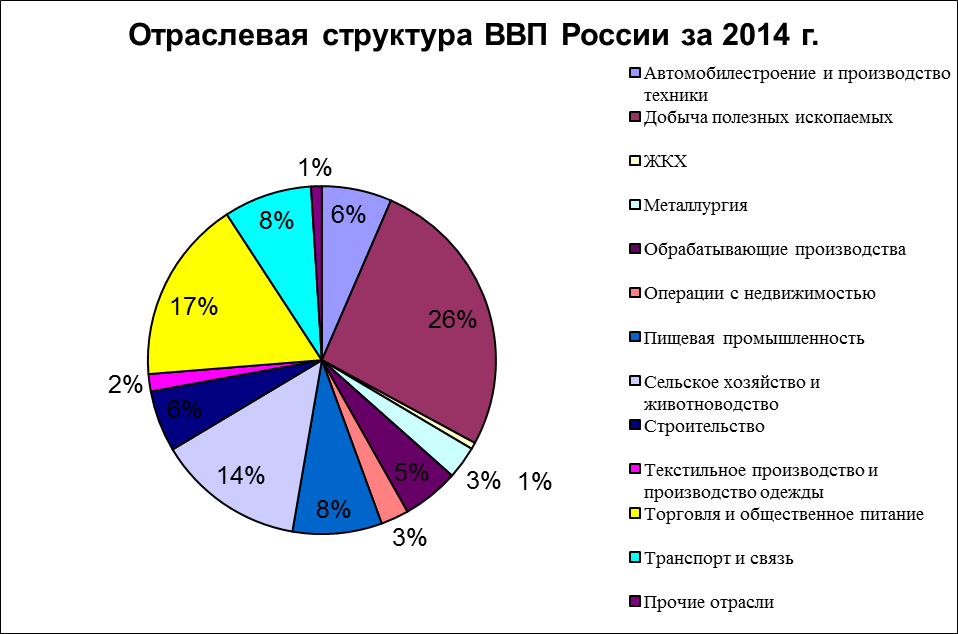 Отраслевая структура ВВП России за 2014 г.
Автомобилестроение и производство
техники
Добыча полезных ископаемых
ЖКХ
Металлургия
Обрабатывающие производства
Операции с недвижимостью
Пищевая промышленность
Сельское хозяйство и
животноводство
Строительство
Текстильное производство и
производство одежды
Торговля и общественное питание
Транспорт и связь
Прочие отрасли
1%
8%
6%
17%
26%
2%
6%
14%
8%
3%
5%
3%
1%